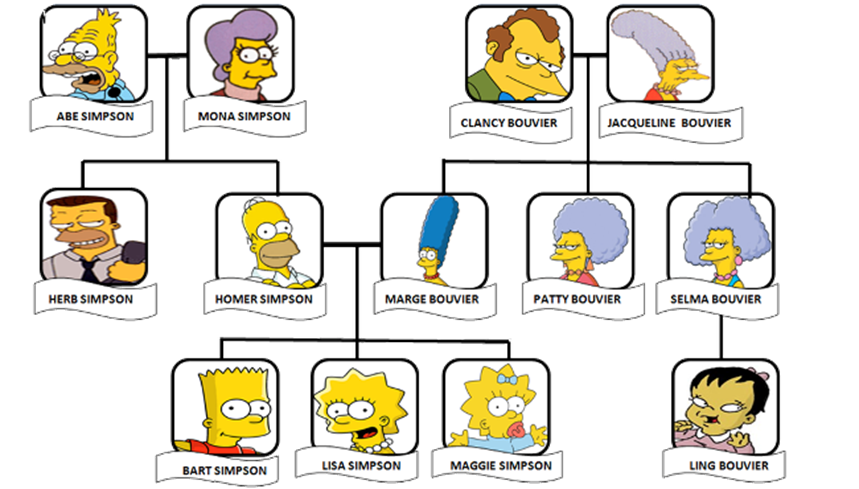 ABE SIMPSON
MONA SIMPSON
CLANCY BOUVIER
JACQUELINE BOUVIER
HERB SIMPSON
HOMER SIMPSON
MARGE BOUVIER
PATTY BOUVIER
SELMA BOUVIER
BART SIMPSON
LISA SIMPSON
MAGGIE SIMPSON
LING BOUVIER